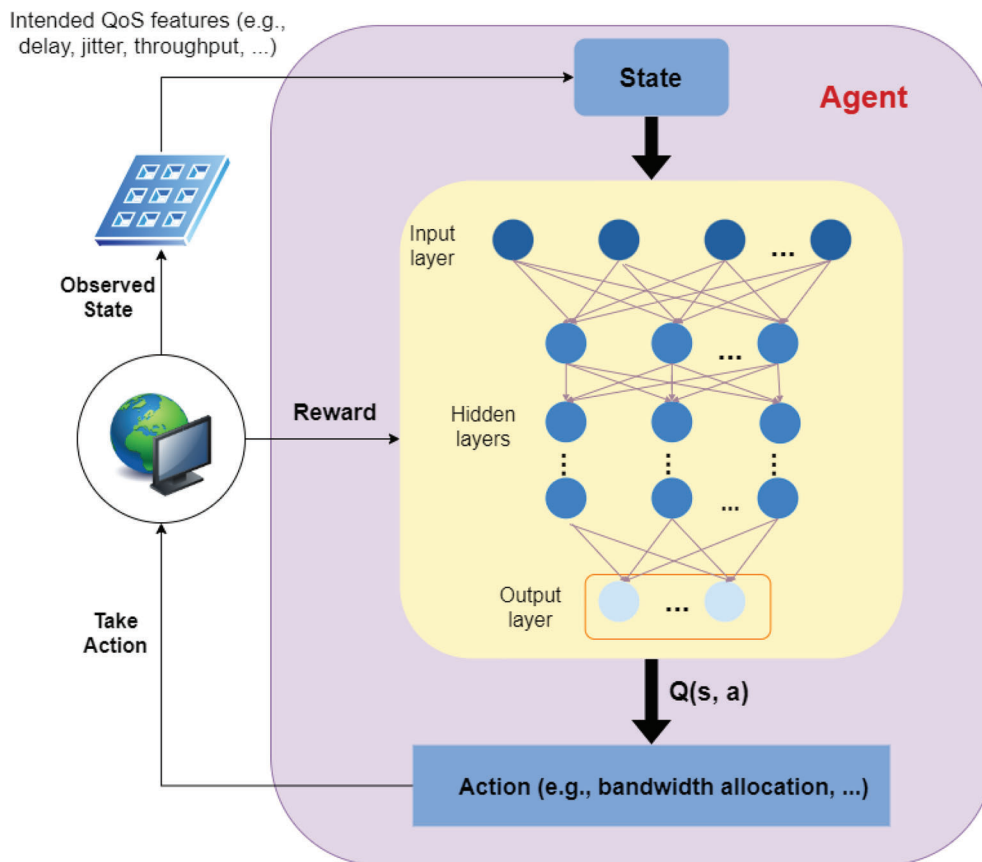 Intended QoS features (e.g.,
delay, jitter, throughput, ...)
State
Agent
Input
layer
...
Observed
State
...
Reward
Hidden
layers
...
...
...
...
Output
layer
...
Take
Action
Q(s, a)
Action (e.g., bandwidth allocation, ...)